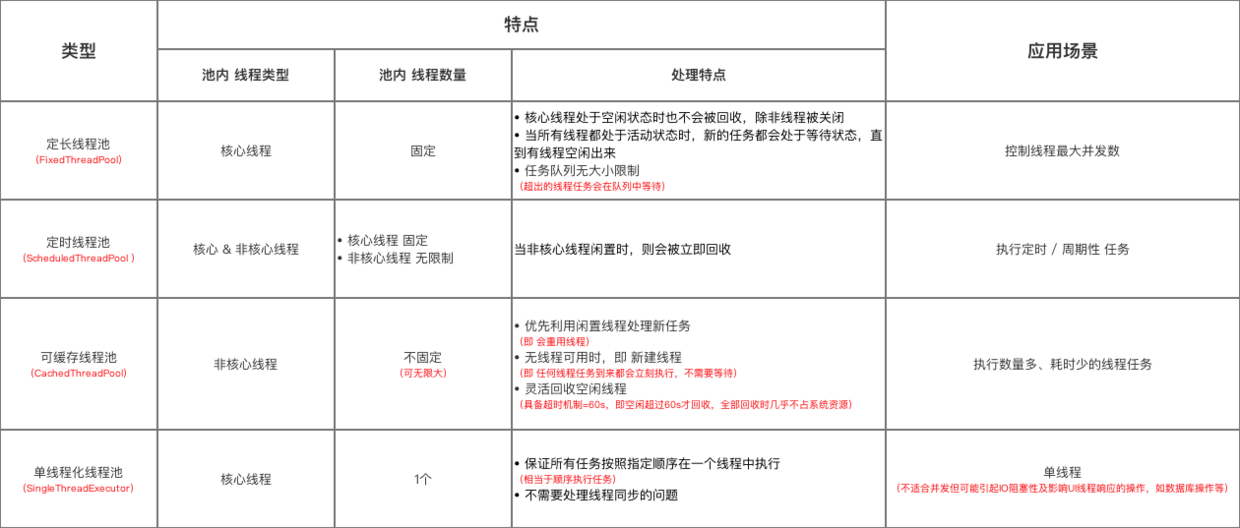 类型
特点
应用场景
池内 线程类型
池内 线程数量
处理特点
定长线程池
(FixedThreadPool)
核心线程
固定
• 核心线程处于空闲状态时也不会被回收，除非线程被关闭
• 当所有线程都处于活动状态时，新的任务都会处于等待状态，直
到有线程空闲出来
• 任务队列无大小限制
（超出的线程任务会在队列中等待）
控制线程最大并发数
定时线程池
(ScheduledThreadPool )
核心 & 非核心线程
• 核心线程 固定
• 非核心线程 无限制
当非核心线程闲置时，则会被立即回收
执行定时 / 周期性 任务
可缓存线程池
(CachedThreadPool)
非核心线程
不固定
（可无限大）
• 优先利用闲置线程处理新任务
（即 会重用线程）
• 无线程可用时，即 新建线程
（即 任何线程任务到来都会立刻执行，不需要等待）
• 灵活回收空闲线程
（具备超时机制=60s，即空闲超过60s才回收，全部回收时几乎不占系统资源）
执行数量多、耗时少的线程任务
单线程化线程池
(SingleThreadExecutor)
核心线程
1个
• 保证所有任务按照指定顺序在一个线程中执行
（相当于顺序执行任务）
• 不需要处理线程同步的问题
单线程
（不适合并发但可能引起IO阻塞性及影响UI线程响应的操作，如数据库操作等）